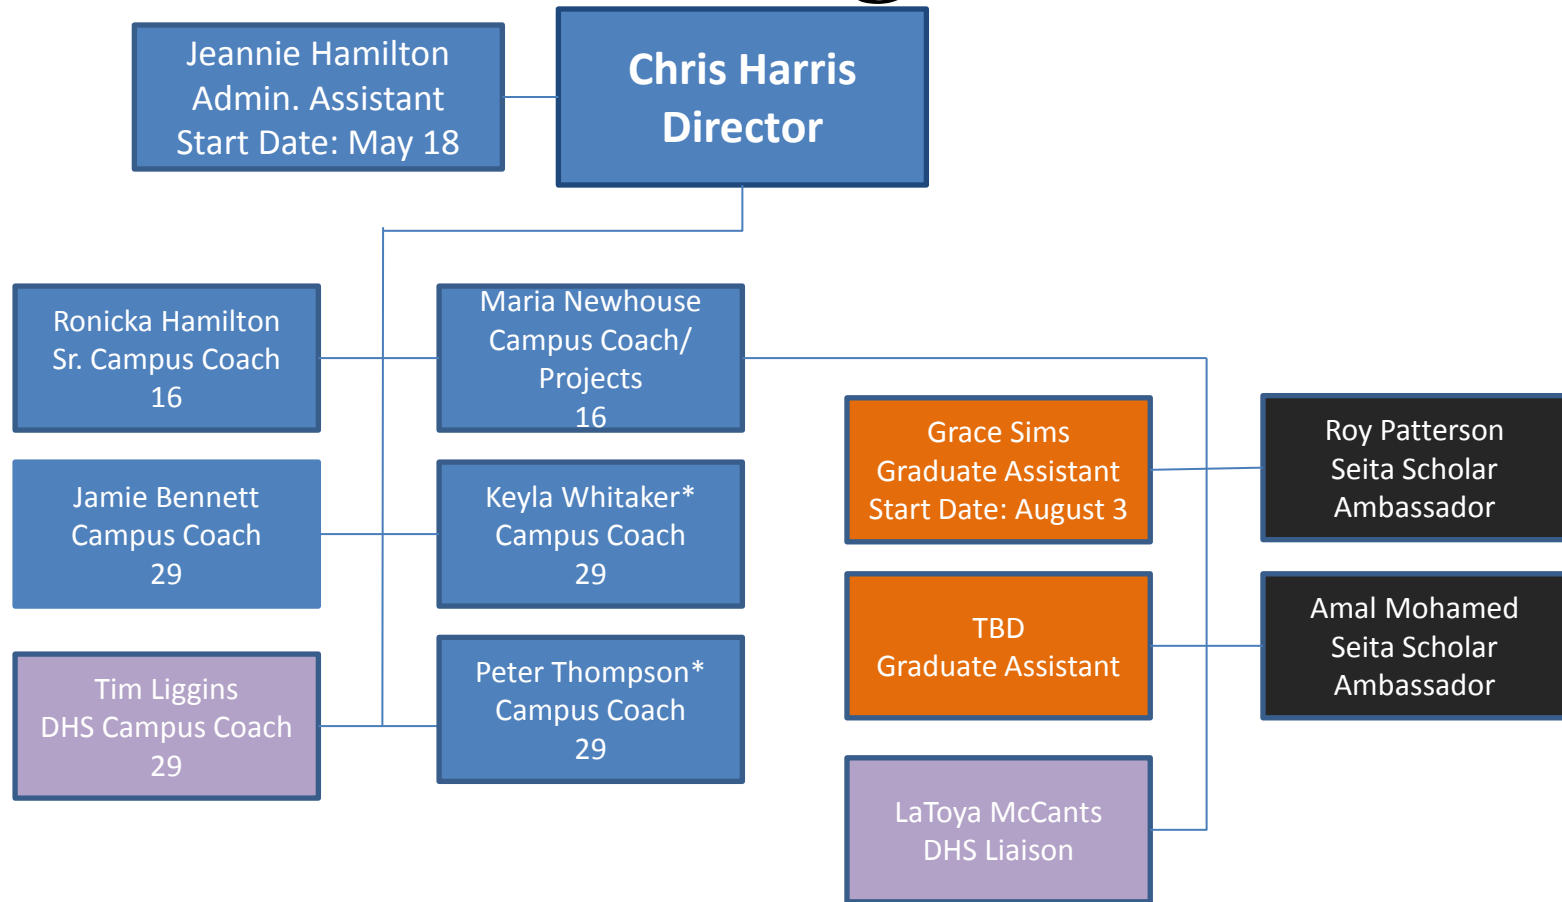 Jeannie Hamilton
Admin. Assistant
Start Date: May 18
Chris Harris
Director
Ronicka Hamilton
Sr. Campus Coach
16
Maria Newhouse
Campus Coach/
Projects
16
Jamie Bennett
Campus Coach
29
Keyla Whitaker*
Campus Coach
29
Tim Liggins
DHS Campus Coach
29
Peter Thompson*
Campus Coach
29
Grace Sims
Graduate Assistant
Start Date: August 3
Roy Patterson
Seita Scholar
Ambassador
TBD
Graduate Assistant
Amal Mohamed
Seita Scholar
Ambassador
LaToya McCants
DHS Liaison